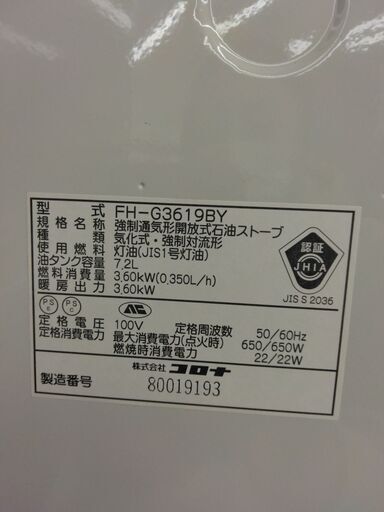 型式 FH-G3619BY
規格名称 強制通気形開放式石油ストーブ
種類 気化式・強制対流形
使用燃料 灯油(JIS1号灯油)
油タンク容量 7.2L
燃料消費量 3.60kW(0.350L/h)
暖房出力 3.60kW
認証
JHIA
JIS S 2036
PS E PS C
定格電圧 100V 定格周波数 50/60Hz
定格消費電力 最大消費電力(点火時) 650/650W
燃焼時消費電力 22/22W
株式会社 コロナ
製造番号 80019193